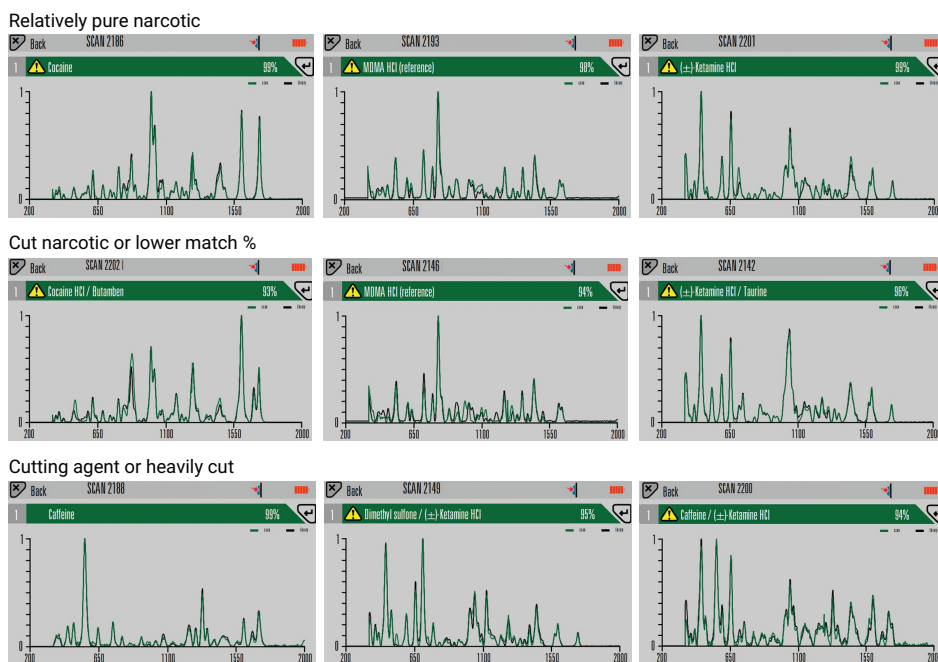 Relatively pure narcotic
Back SCAN 2186
1 Cocaine 99%
1
0
200 650 1100 1550 2000
Back SCAN 2193
1 MDMA HCl (reference) 98%
1
0
200 650 1100 1550 2000
Back SCAN 2201
1 (±)-Ketamine HCl 99%
1
0
200 650 1100 1550 2000
Cut narcotic or lower match %
Back SCAN 2202
1 Cocaine HCl / Butamben 93%
1
0
200 650 1100 1550 2000
Back SCAN 2146
1 MDMA HCl (reference) 94%
1
0
200 650 1100 1550 2000
Back SCAN 2142
1 (±)-Ketamine HCl / Taurine 96%
1
0
200 650 1100 1550 2000
Cutting agent or heavily cut
Back SCAN 2188
1 Caffeine 99%
1
0
200 650 1100 1550 2000
Back SCAN 2149
1 Dimethyl sulfone / (±)-Ketamine HCl 95%
1
0
200 650 1100 1550 2000
Back SCAN 2200
1 Caffeine / (±)-Ketamine HCl 94%
1
0
200 650 1100 1550 2000